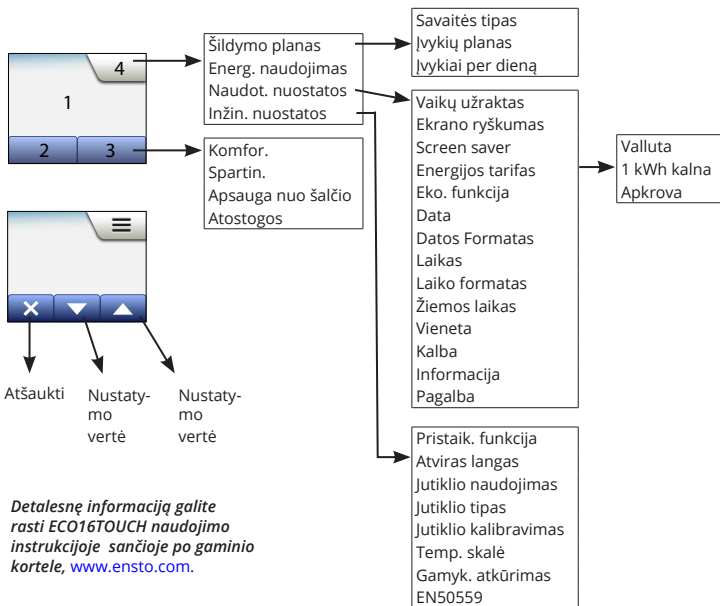 4
1
2
3
Šildymo planas
Energ. naudojimas
Naudot. nuostatos
Inžin. nuostatos
Komfor.
Spartin.
Apsauga nuo šalčio
Atostogos
Savaitės tipas
Įvykių planas
Įvykiai per dieną
Vaikų užraktas
Ekrano ryškumas
Screen saver
Energijos tarifas
Eko. funkcija
Data
Datos Formatas
Laikas
Laiko formatas
Žiemos laikas
Vieneta
Kalba
Informacija
Pagalba
Valluta
1 kWh kalna
Apkrova
Atšaukti
Nustaty-
mo
vertė
Nustaty-
mo
vertė
Pristaik. funkcija
Atviras langas
Jutiklio naudojimas
Jutiklio tipas
Jutiklio kalibravimas
Temp. skalė
Gamyk. atkūrimas
EN50559
Detalesnę informaciją galite
rasti ECO16TOUCH naudojimo
instrukcijoje sančioje po gaminio
kortele, www.ensto.com.